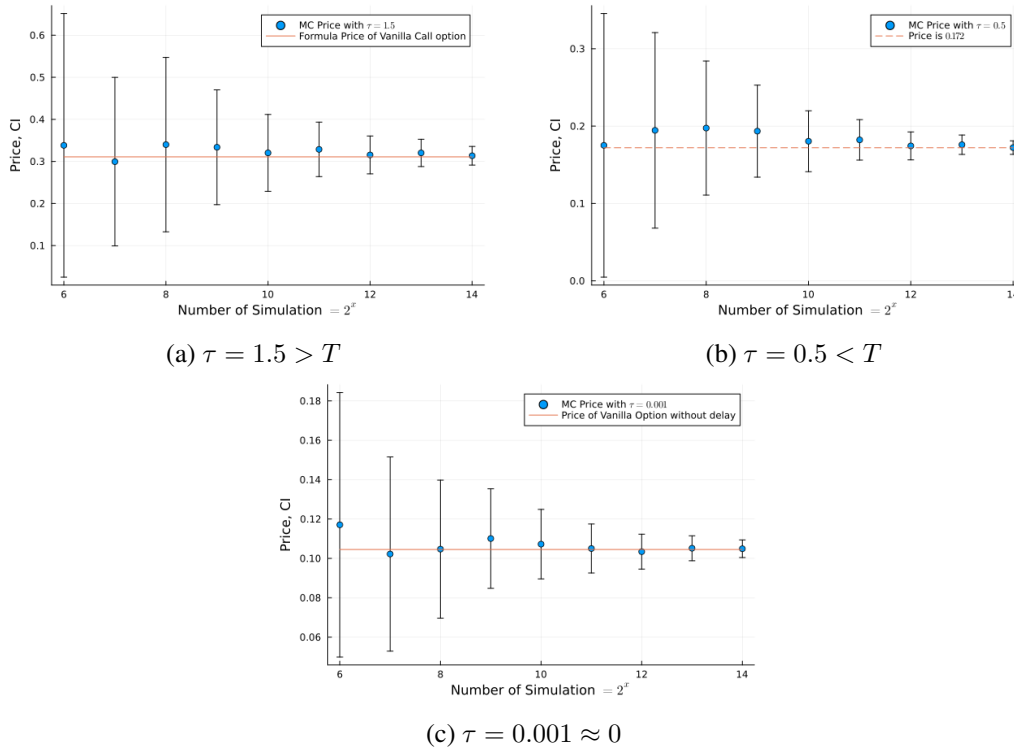 MC Price with τ = 1.5
Formula Price of Vanilla Call option
Price, CI
0.6
0.5
0.4
0.3
0.2
0.1
6 8 10 12 14
Number of Simulation = 2^x
(a) τ = 1.5 > T
MC Price with τ = 0.5
Price is 0.172
Price, CI
0.3
0.2
0.1
0.0
6 8 10 12 14
Number of Simulation = 2^x
(b) τ = 0.5 < T
MC Price with τ = 0.001
Price of Vanilla Option without delay
Price, CI
0.18
0.16
0.14
0.12
0.10
0.08
0.06
6 8 10 12 14
Number of Simulation = 2^x
(c) τ = 0.001 ≈ 0